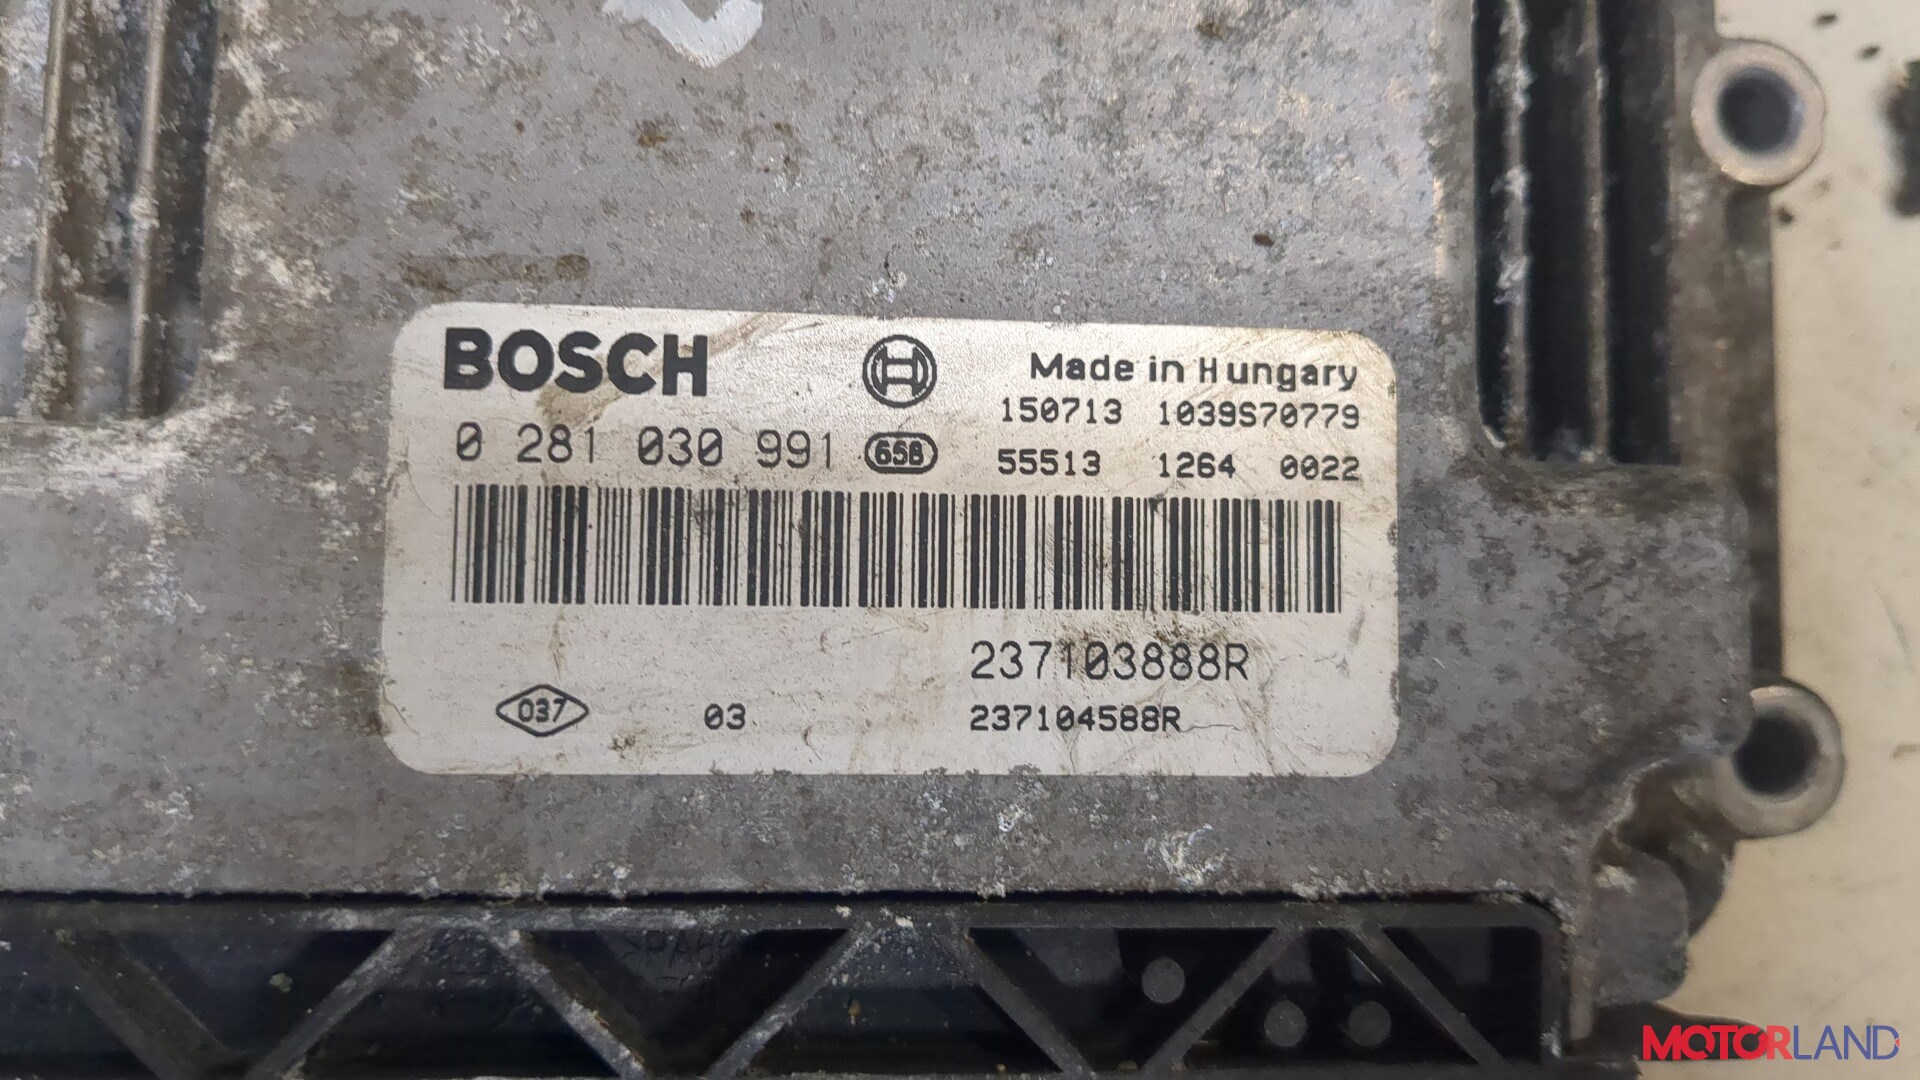 BOSCH
Made in Hungary
150713 1039S70779
0 281 030 991 658 55513 1264 0022
237103888R
037 03 237104588R
MOTORLAND